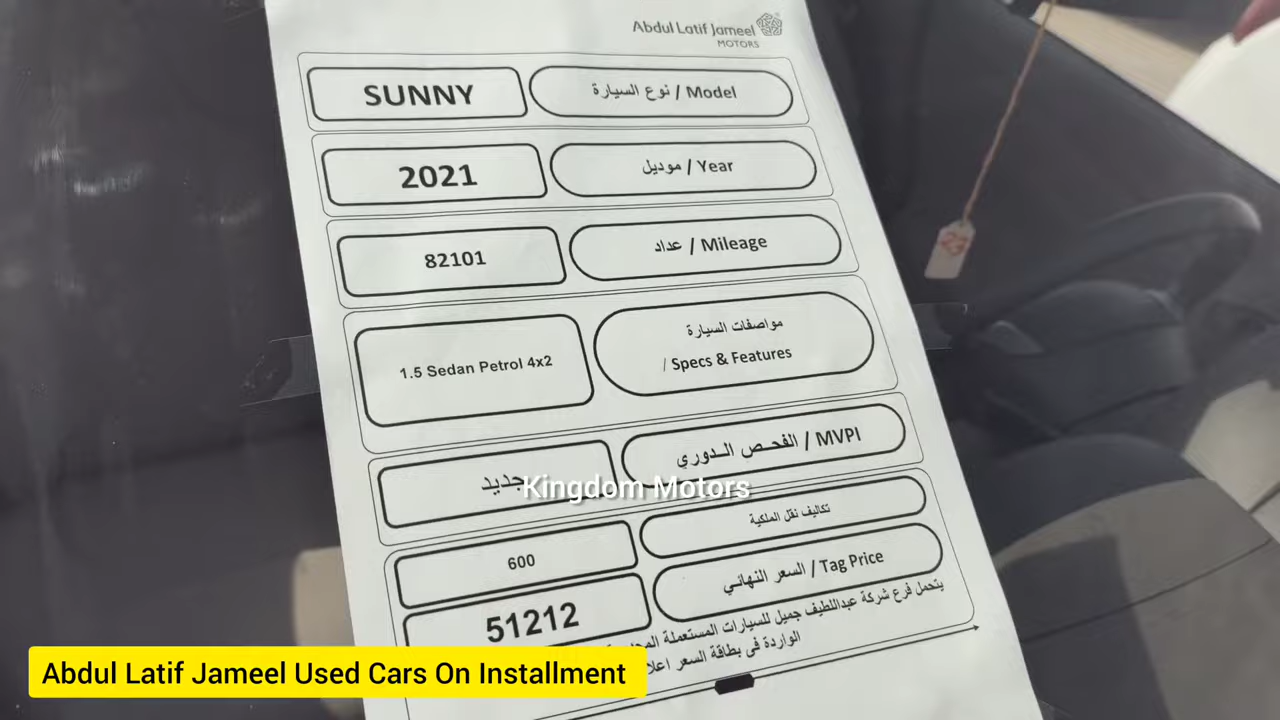 Abdul Latif Jameel
MOTORS
SUNNY
نوع السيارة / Model
2021
موديل / Year
82101
عداد / Mileage
1.5 Sedan Petrol 4x2
مواصفات السيارة
/ Specs & Features
جديد
الفحص الدوري / MVPI
Kingdom Motors
600
تكاليف نقل الملكية
51212
السعر النهائي / Tag Price
يتحمل فرع شركة عبداللطيف جميل للسيارات المستعملة
الواردة فى بطاقة السعر
23
Abdul Latif Jameel Used Cars On Installment